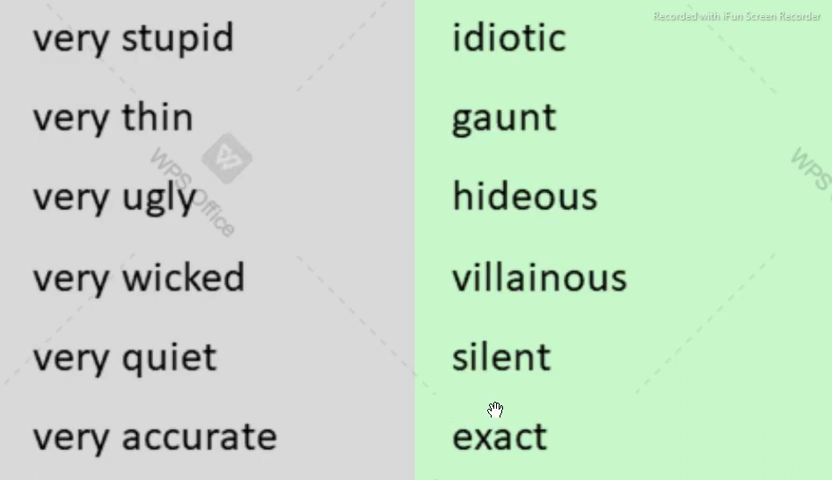 Recorded with iFun Screen Recorder
very stupid idiotic
very thin gaunt
very ugly hideous
very wicked villainous
very quiet silent
very accurate exact
WPS Office
WPS